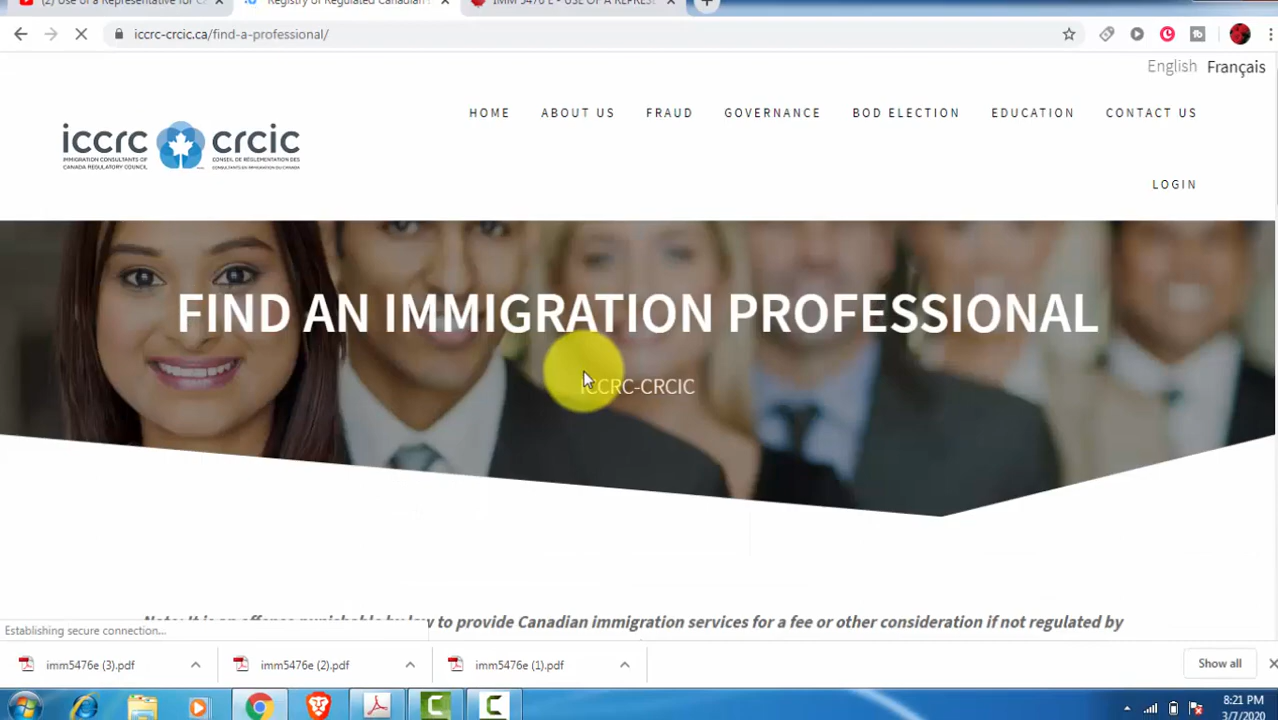 (2) Use of a Representative for C
Registry of Regulated Canadian
IMM 5476 E - USE OF A REPRES
iccrc-crcic.ca/find-a-professional/
English Français
HOME ABOUT US FRAUD GOVERNANCE BOD ELECTION EDUCATION CONTACT US
LOGIN
iccrc crcic
IMMIGRATION CONSULTANTS OF
CANADA REGULATORY COUNCIL
CONSEIL DE RÉGLEMENTATION DES
CONSULTANTS EN IMMIGRATION DU CANADA
FIND AN IMMIGRATION PROFESSIONAL
ICCRC-CRCIC
Note: It is an offense punishable by law to provide Canadian immigration services for a fee or other consideration if not regulated by
Establishing secure connection...
imm5476e (3).pdf
imm5476e (2).pdf
imm5476e (1).pdf
Show all
8:21 PM
3/7/2020